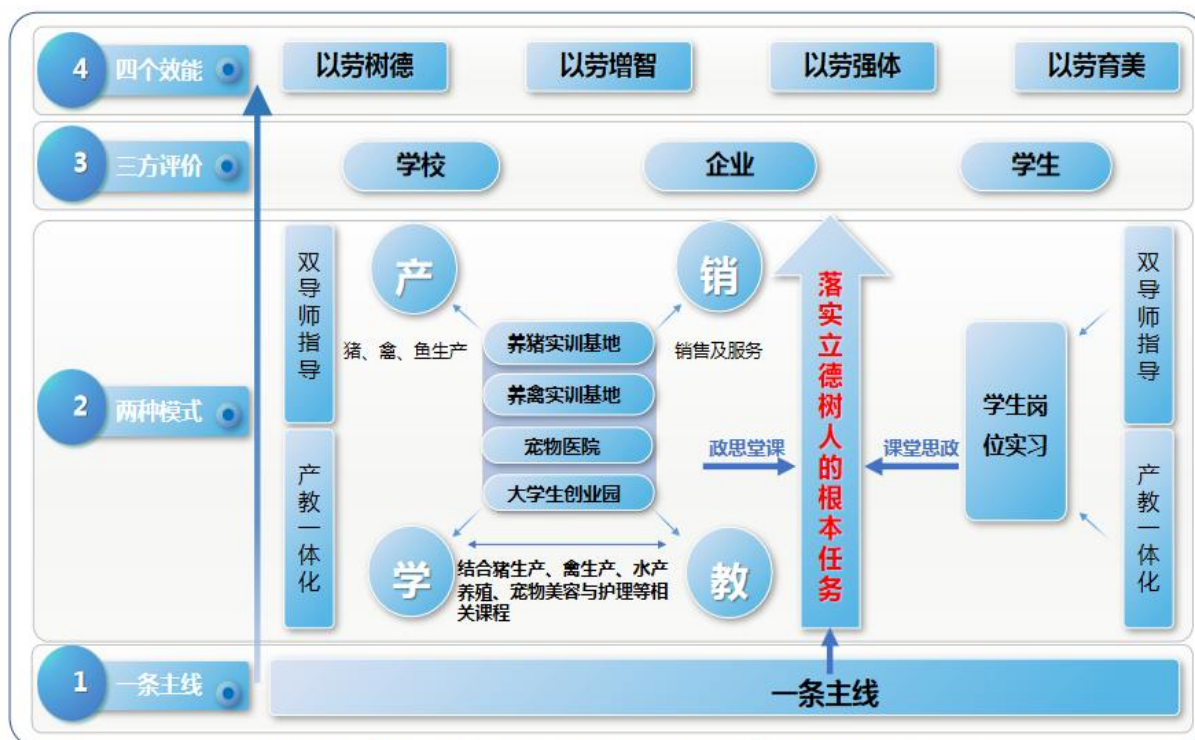 4
四个效能
以劳树德
以劳增智
以劳强体
以劳育美
3
三方评价
学校
企业
学生
2
两种模式
双导师指导
产教一体化
产
猪、禽、鱼生产
销
销售及服务
养猪实训基地
养禽实训基地
宠物医院
大学生创业园
学
结合猪生产、禽生产、水产
养殖、宠物美容与护理等相
关课程
教
政思堂课
落实立德树人的根本任务
课堂思政
学生岗
位实习
双导师指导
产教一体化
1
一条主线
一条主线